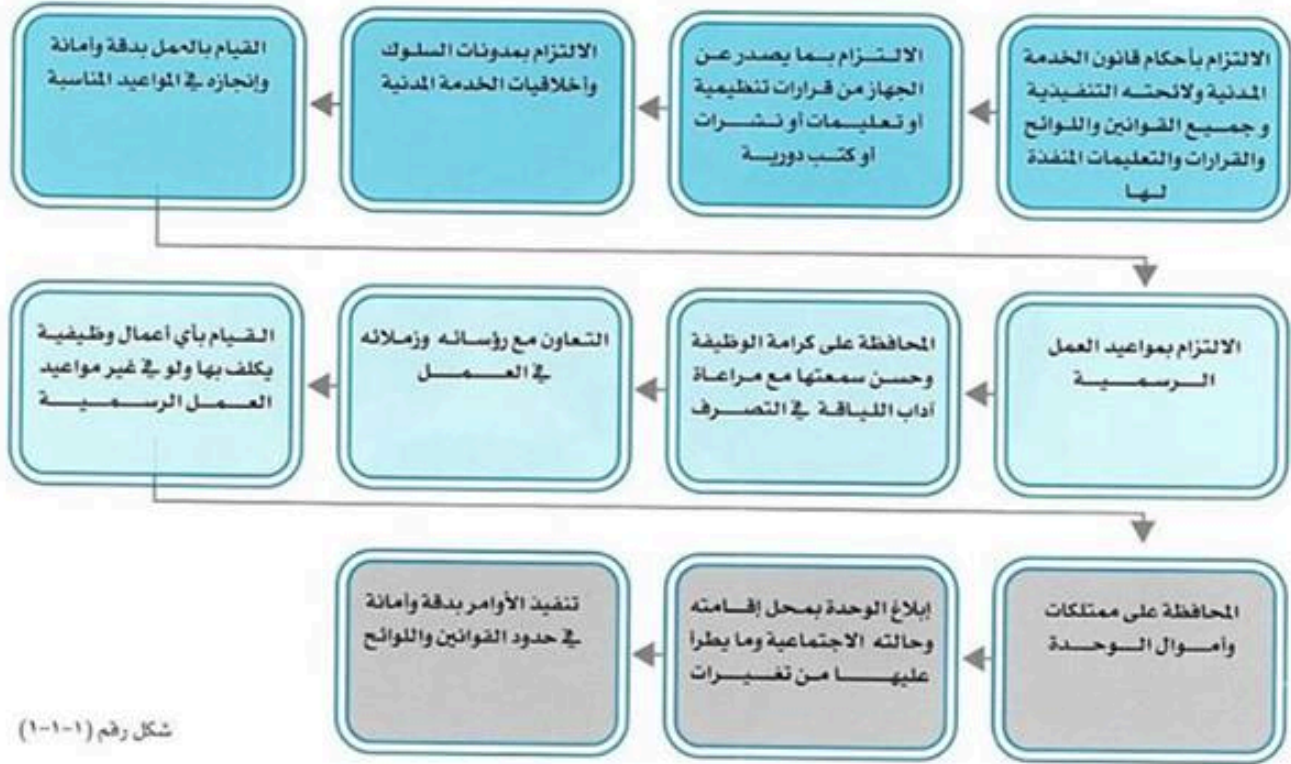 الالتزام بأحكام قانون الخدمة
المدنية ولائحته التنفيذية
وجميع القوانين واللوائح
والقرارات والتعليمات المنفذة
لها
الالتزام بما يصدر عن
الجهاز من قرارات تنظيمية
أو تعليمات أو نشرات
أو كتب دورية
الالتزام بمدونات السلوك
وأخلاقيات الخدمة المدنية
القيام بالعمل بدقة وأمانة
وإنجازه في المواعيد المناسبة
الالتزام بمواعيد العمل
الرسمية
المحافظة على كرامة الوظيفة
وحسن سمعتها مع مراعاة
آداب اللياقة في التصرف
التعاون مع رؤسائه وزملائه
في العمل
القيام بأي أعمال وظيفية
يكلف بها ولو في غير مواعيد
العمل الرسمية
المحافظة على ممتلكات
وأموال الوحدة
إبلاغ الوحدة بمحل إقامته
وحالته الاجتماعية وما يطرأ
عليها من تغيرات
تنفيذ الأوامر بدقة وأمانة
في حدود القوانين واللوائح
شكل رقم (١-١-١)